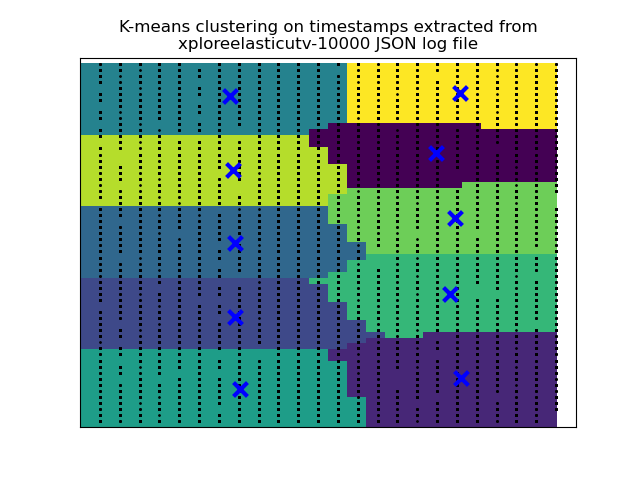 K-means clustering on timestamps extracted from
xploreelasticutv-10000 JSON log file